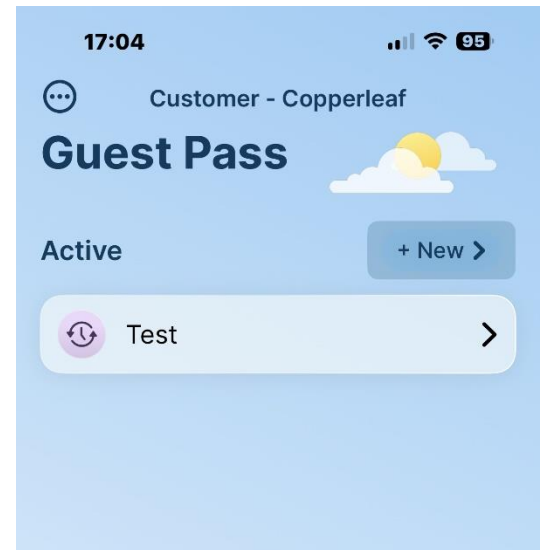 17:04 95
Customer - Copperleaf
Guest Pass
Active + New
Test